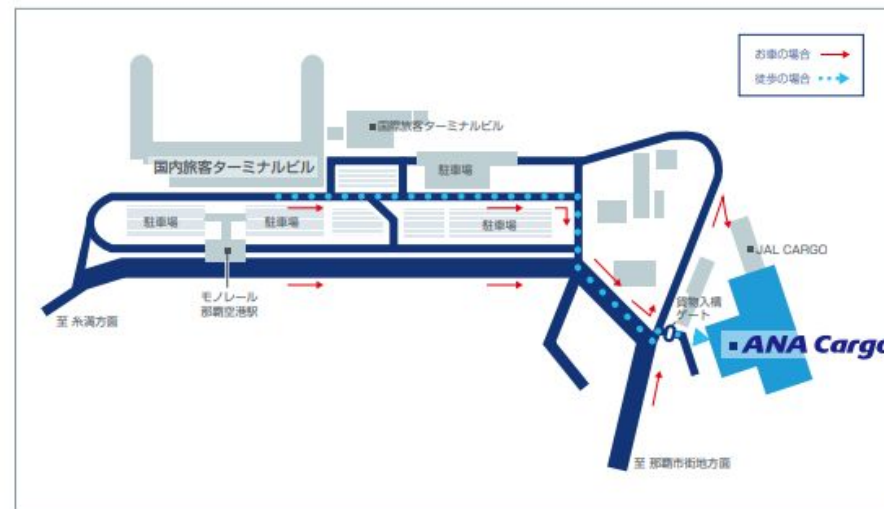 お車の場合
徒歩の場合
国際旅客ターミナルビル
国内旅客ターミナルビル
駐車場
駐車場
駐車場
駐車場
JAL CARGO
モノレール
那覇空港駅
貨物入構
ゲート
至 糸満方面
ANA Cargo
至 那覇市街地方面